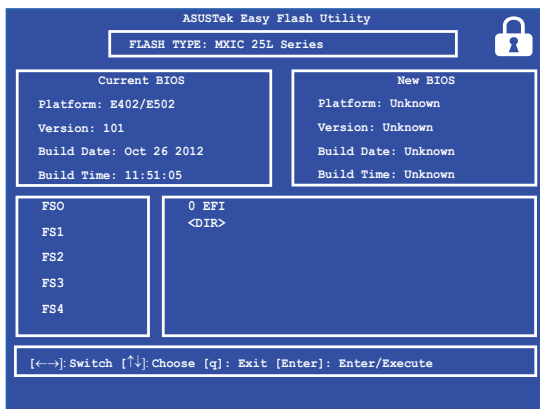 ASUSTek Easy Flash Utility
FLASH TYPE: MXIC 25L Series
Current BIOS
Platform: E402/E502
Version: 101
Build Date: Oct 26 2012
Build Time: 11:51:05
New BIOS
Platform: Unknown
Version: Unknown
Build Date: Unknown
Build Time: Unknown
FSO
FS1
FS2
FS3
FS4
0 EFI
<DIR>
[←→]: Switch [↑↓]: Choose [q]: Exit [Enter]: Enter/Execute